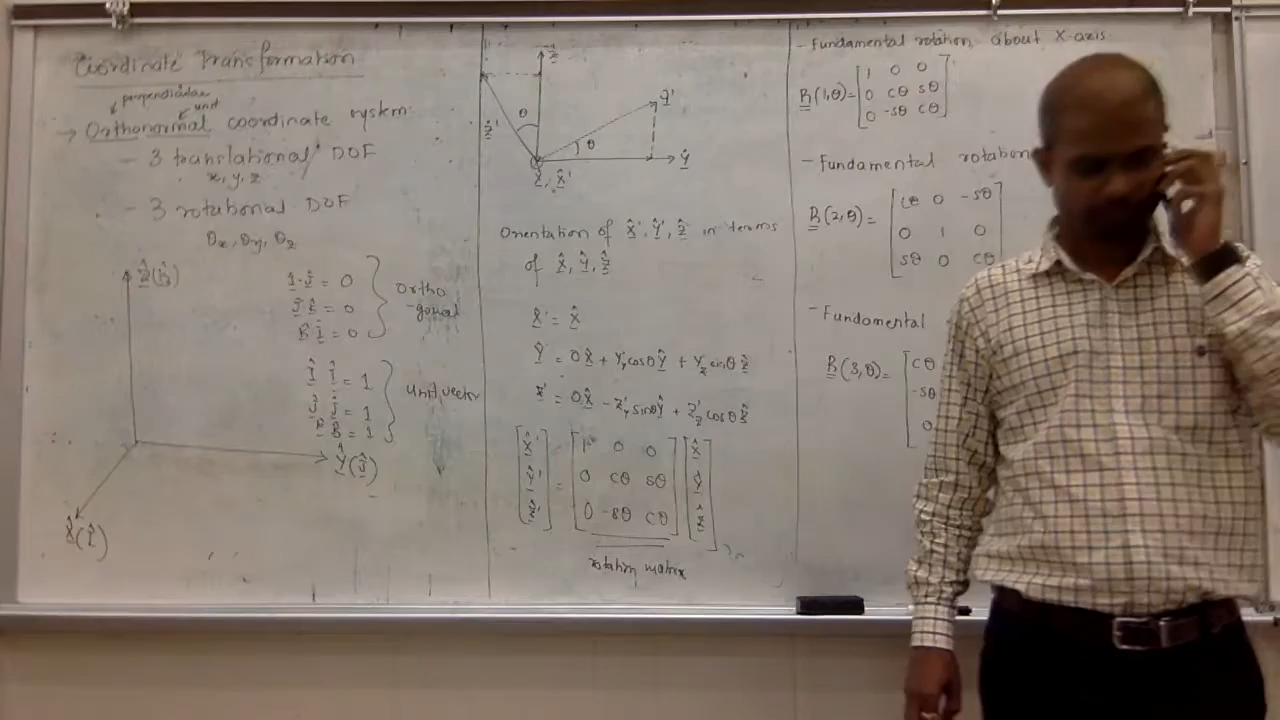 Coordinate Transformation
perpendicular
unit
→ Orthonormal coordinate system
- 3 translational DOF
x, y, z
- 3 rotational DOF
θx, θy, θz
Ẑ(k̂)
î·ĵ = 0
ĵ·k̂ = 0
k̂·î = 0
Ortho
-gonal
î·î = 1
ĵ·ĵ = 1
k̂·k̂ = 1
unit vector
Ŷ(ĵ)
X̂(î)
Ẑ
Ŷ'
Ẑ'
θ
θ
Ŷ
X̂, X̂'
Orientation of X̂', Ŷ', Ẑ in terms
of X̂, Ŷ, Ẑ
X̂' = X̂
Ŷ' = 0X̂ + Y'y cosθ Ŷ + Y'z sinθ Ẑ
Ẑ' = 0X̂ - Z'y sinθ Ŷ + Z'z cosθ Ẑ
[X̂'] = [1 0 0] [X̂]
[Ŷ'] [0 cθ sθ] [Ŷ]
[Ẑ'] [0 -sθ cθ] [Ẑ]
rotation matrix
- Fundamental rotation about X-axis
R(1,θ) = [1 0 0
0 cθ sθ
0 -sθ cθ]
- Fundamental rotation
R(2,θ) = [cθ 0 -sθ
0 1 0
sθ 0 cθ]
- Fundomental
R(3,θ) = [cθ
-sθ
0